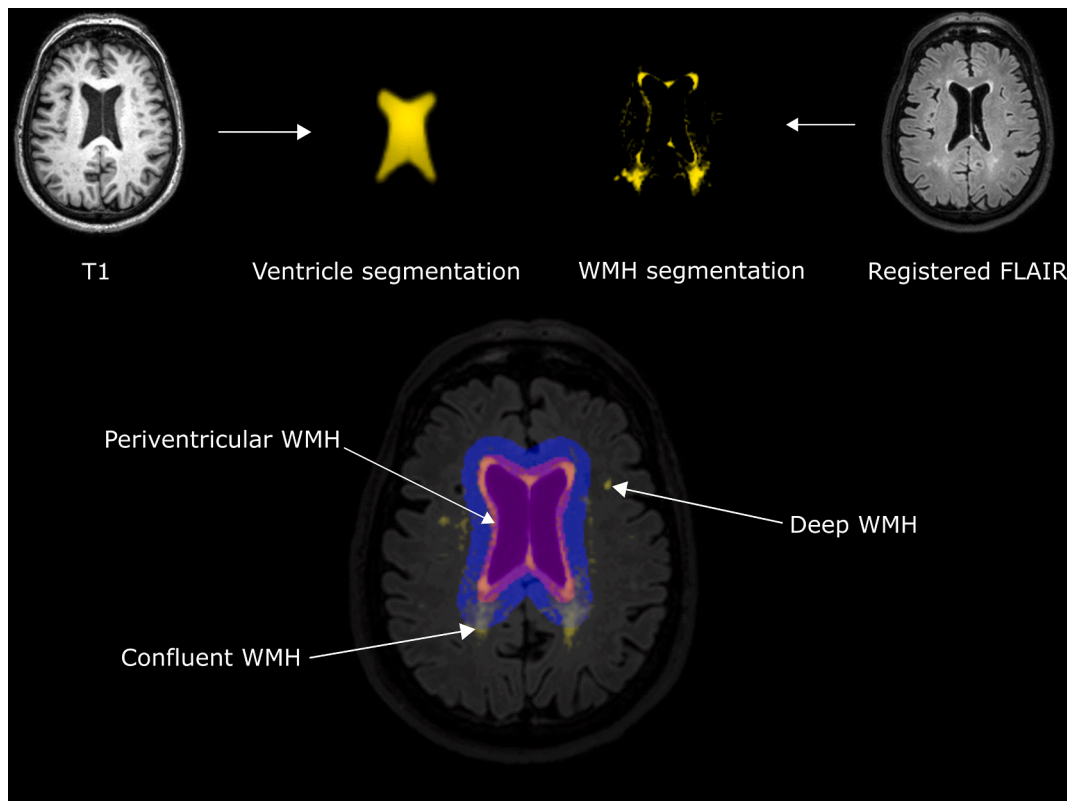 T1
Ventricle segmentation
WMH segmentation
Registered FLAIR
Periventricular WMH
Deep WMH
Confluent WMH